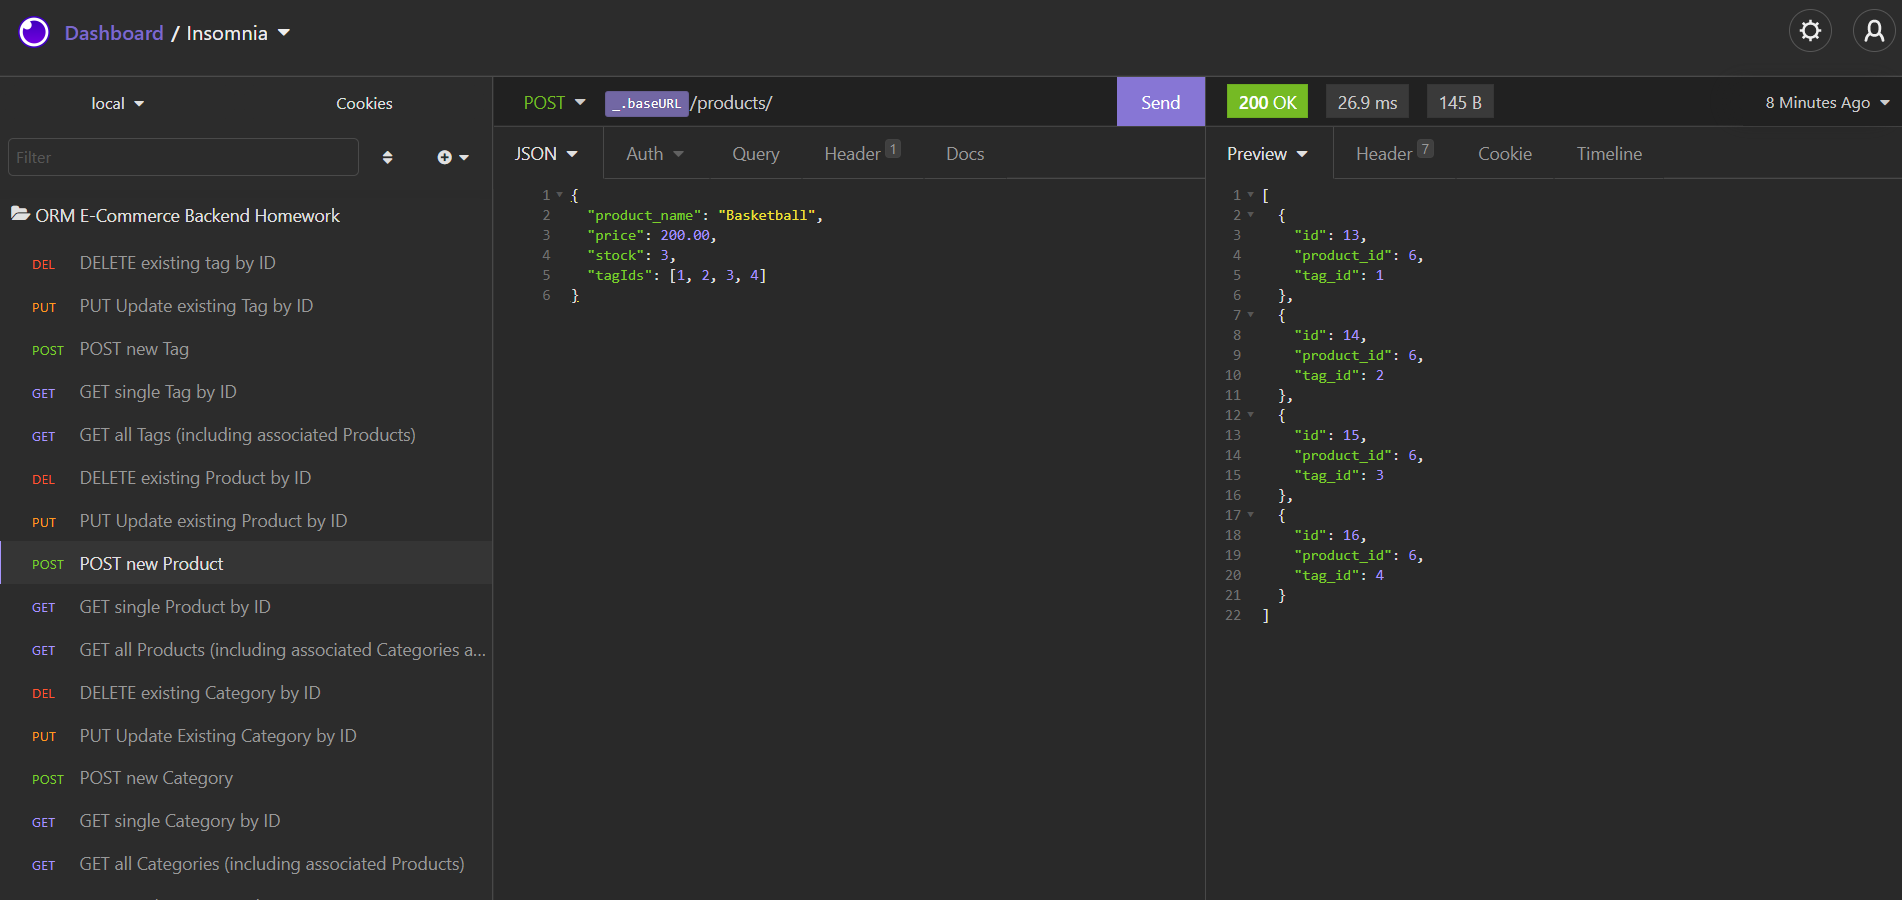 Dashboard / Insomnia
local
Cookies
Filter
ORM E-Commerce Backend Homework
DEL DELETE existing tag by ID
PUT PUT Update existing Tag by ID
POST POST new Tag
GET GET single Tag by ID
GET GET all Tags (including associated Products)
DEL DELETE existing Product by ID
PUT PUT Update existing Product by ID
POST POST new Product
GET GET single Product by ID
GET GET all Products (including associated Categories a...
DEL DELETE existing Category by ID
PUT PUT Update Existing Category by ID
POST POST new Category
GET GET single Category by ID
GET GET all Categories (including associated Products)
POST _.baseURL/products/ Send
JSON Auth Query Header 1 Docs
1 {
2 "product_name": "Basketball",
3 "price": 200.00,
4 "stock": 3,
5 "tagIds": [1, 2, 3, 4]
6 }
200 OK 26.9 ms 145 B 8 Minutes Ago
Preview Header 7 Cookie Timeline
1 [
2 {
3 "id": 13,
4 "product_id": 6,
5 "tag_id": 1
6 },
7 {
8 "id": 14,
9 "product_id": 6,
10 "tag_id": 2
11 },
12 {
13 "id": 15,
14 "product_id": 6,
15 "tag_id": 3
16 },
17 {
18 "id": 16,
19 "product_id": 6,
20 "tag_id": 4
21 }
22 ]